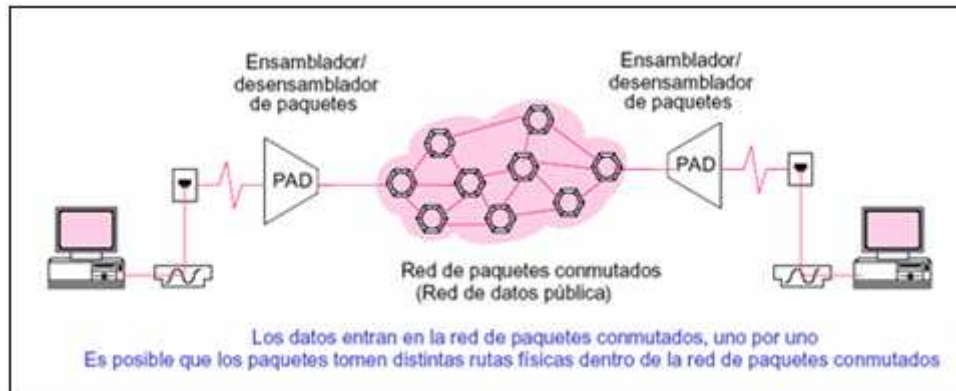 Ensamblador/
desensamblador
de paquetes
Ensamblador/
desensamblador
de paquetes
PAD
PAD
Red de paquetes conmutados
(Red de datos pública)
Los datos entran en la red de paquetes conmutados, uno por uno
Es posible que los paquetes tomen distintas rutas físicas dentro de la red de paquetes conmutados